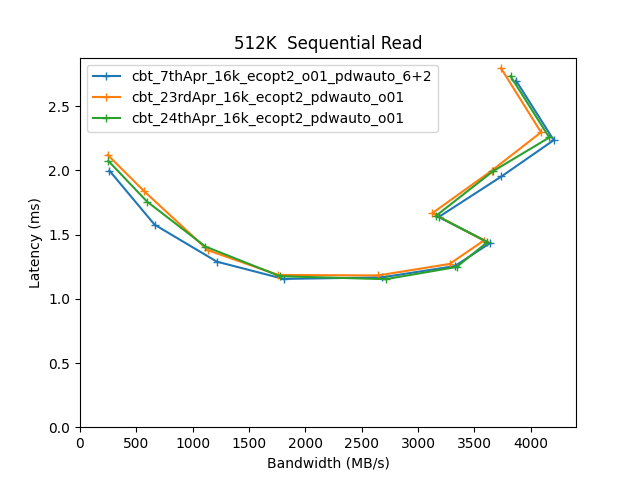 512K  Sequential Read
cbt_7thApr_16k_ecopt2_o01_pdwauto_6+2
cbt_23rdApr_16k_ecopt2_pdwauto_o01
cbt_24thApr_16k_ecopt2_pdwauto_o01
Latency (ms)
2.5
2.0
1.5
1.0
0.5
0.0
0 500 1000 1500 2000 2500 3000 3500 4000
Bandwidth (MB/s)